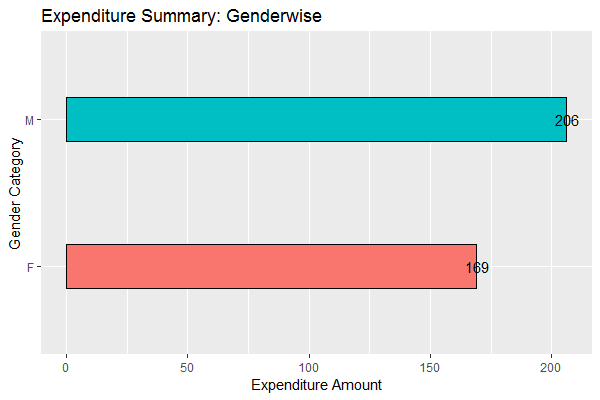 Expenditure Summary: Genderwise
Gender Category
M
206
F
169
0 50 100 150 200
Expenditure Amount